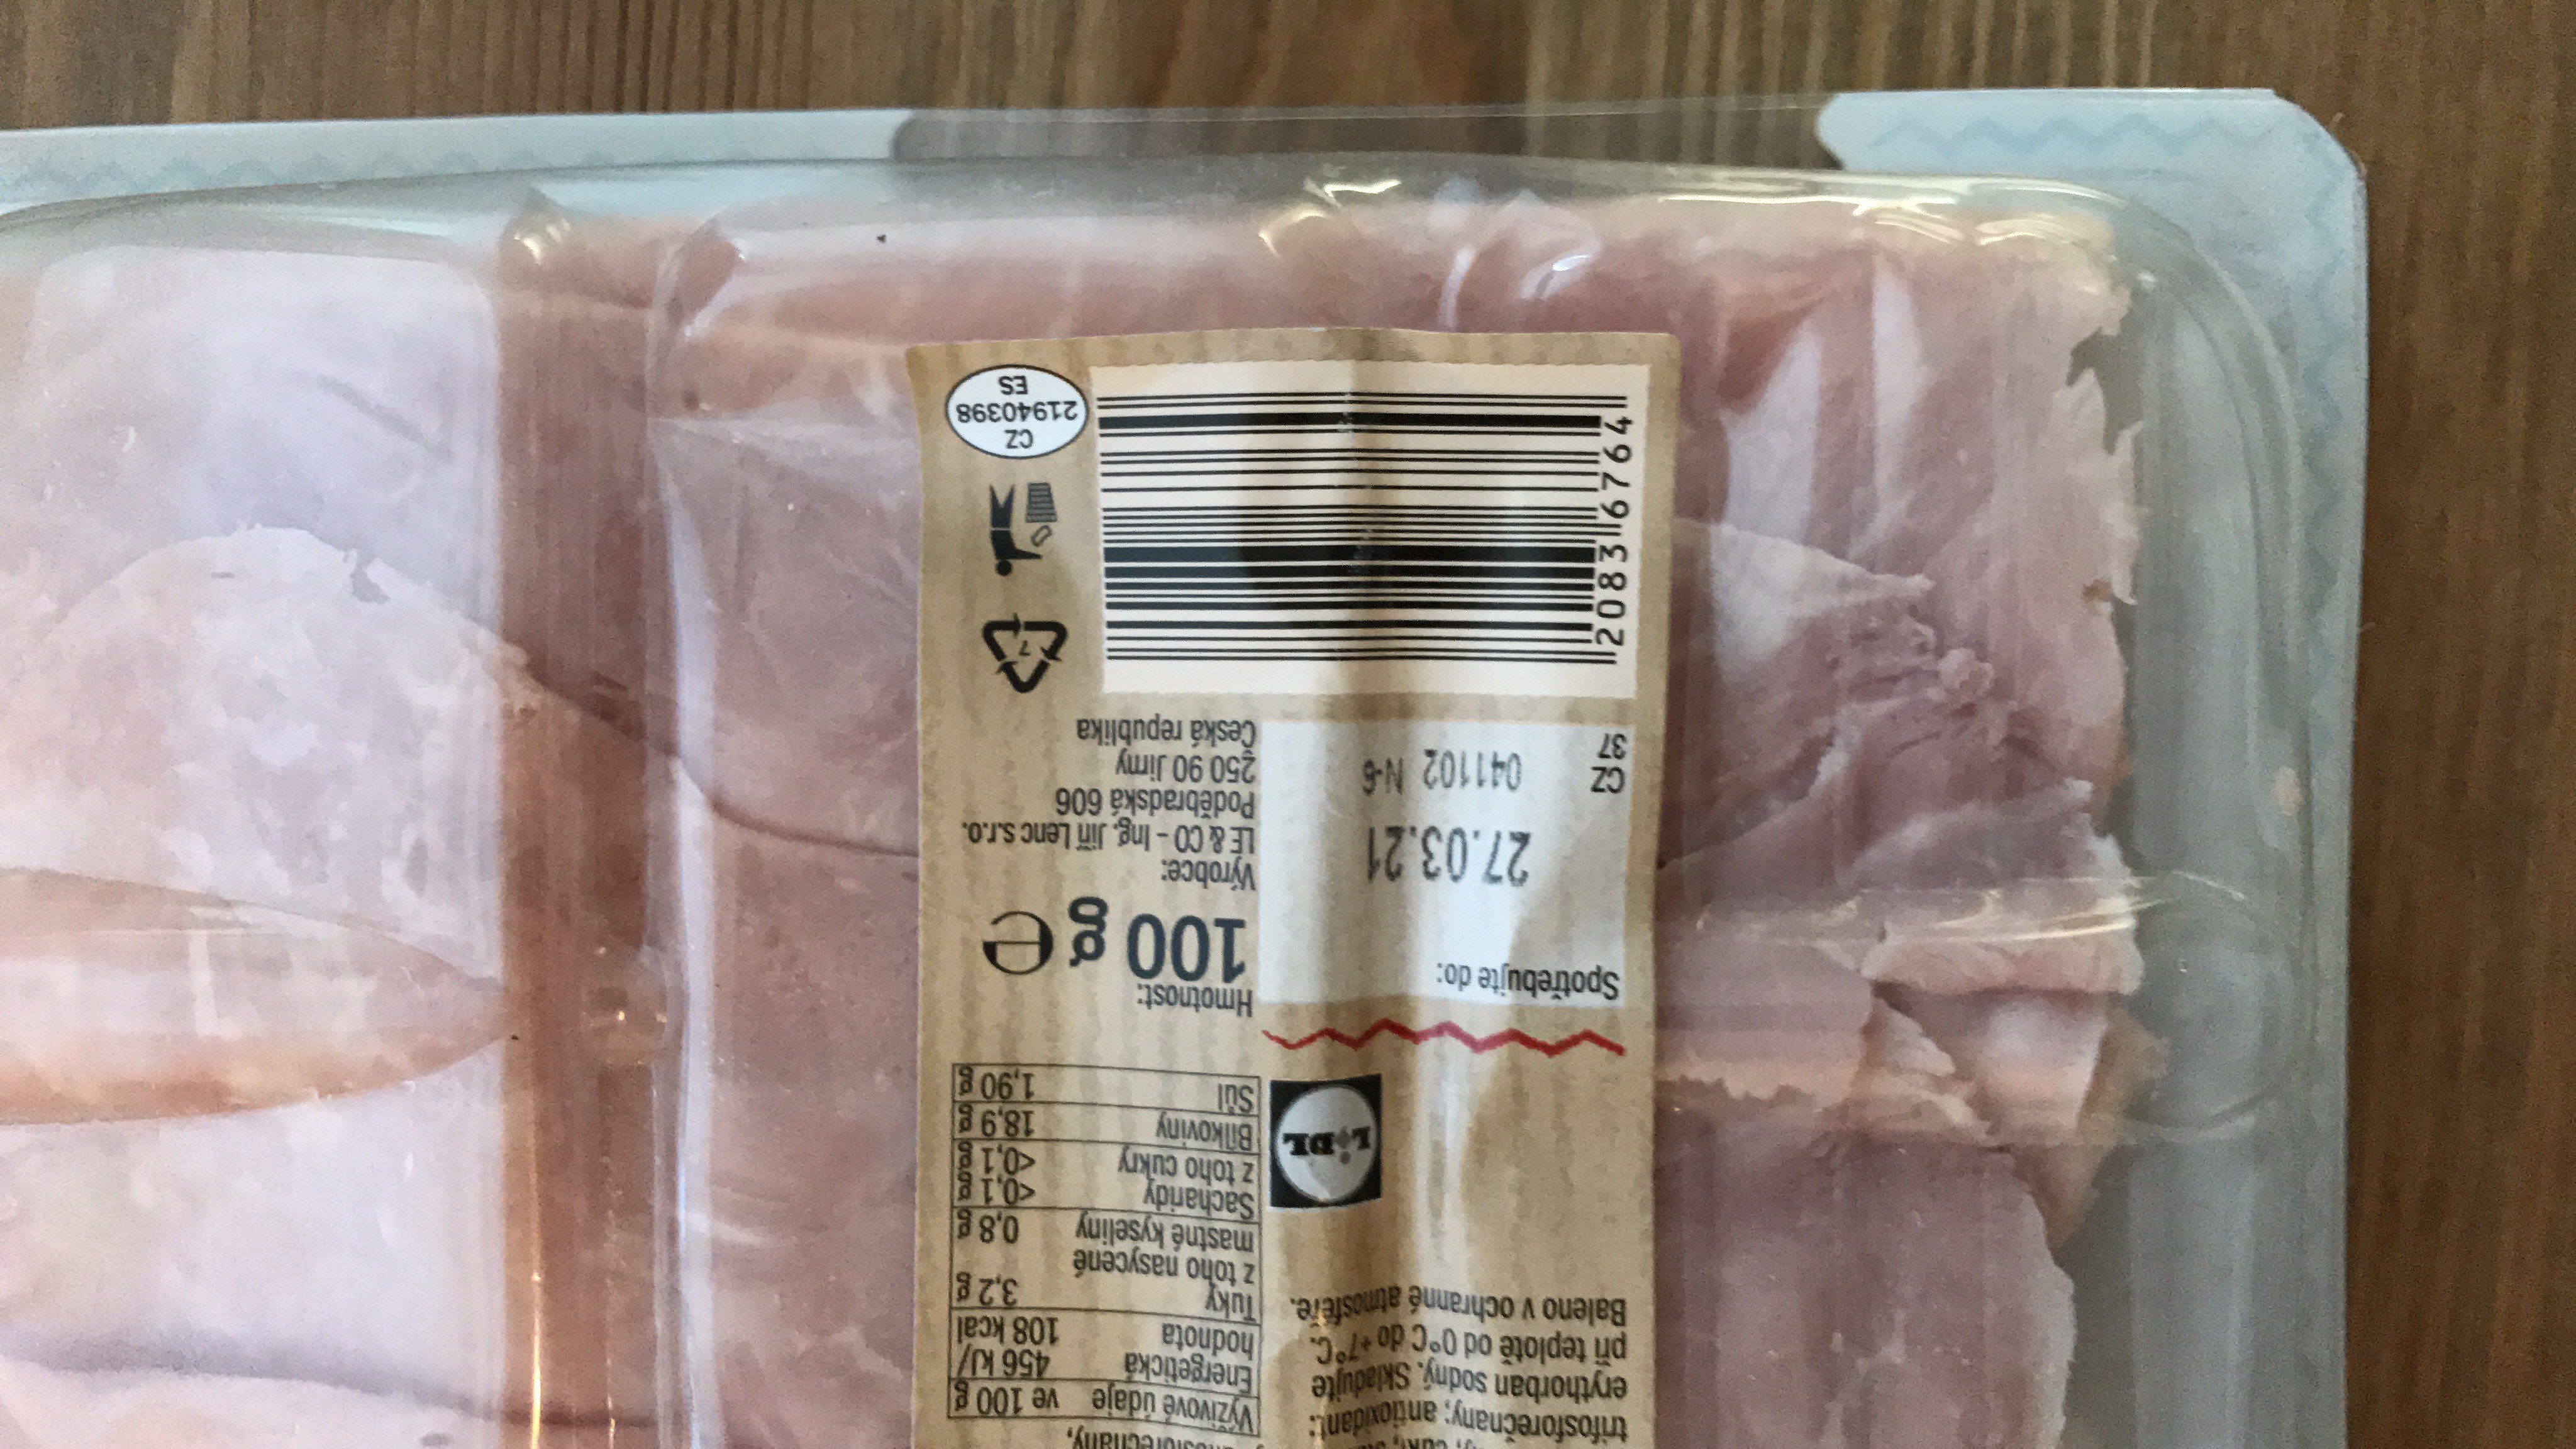 trifosforečnany; antioxidant:
erythorban sodný. Skladujte
při teplotě od 0°C do +7°C.
Baleno v ochranné atmosféře.
LIDL
Spotřebujte do:
27.03.21
CZ 041102 N-6
37
2083 6764
Výživové údaje ve 100 g
Energetická 456 kJ/
hodnota 108 kcal
Tuky 3,2 g
z toho nasycené
mastné kyseliny 0,8 g
Sacharidy <0,1 g
z toho cukry <0,1 g
Bílkoviny 18,9 g
Sůl 1,90 g
Hmotnost:
100 g e
Výrobce:
LE & CO - Ing. Jiří Lenc s.r.o.
Poděbradská 606
250 90 Jirny
Česká republika
7
CZ
21940398
ES